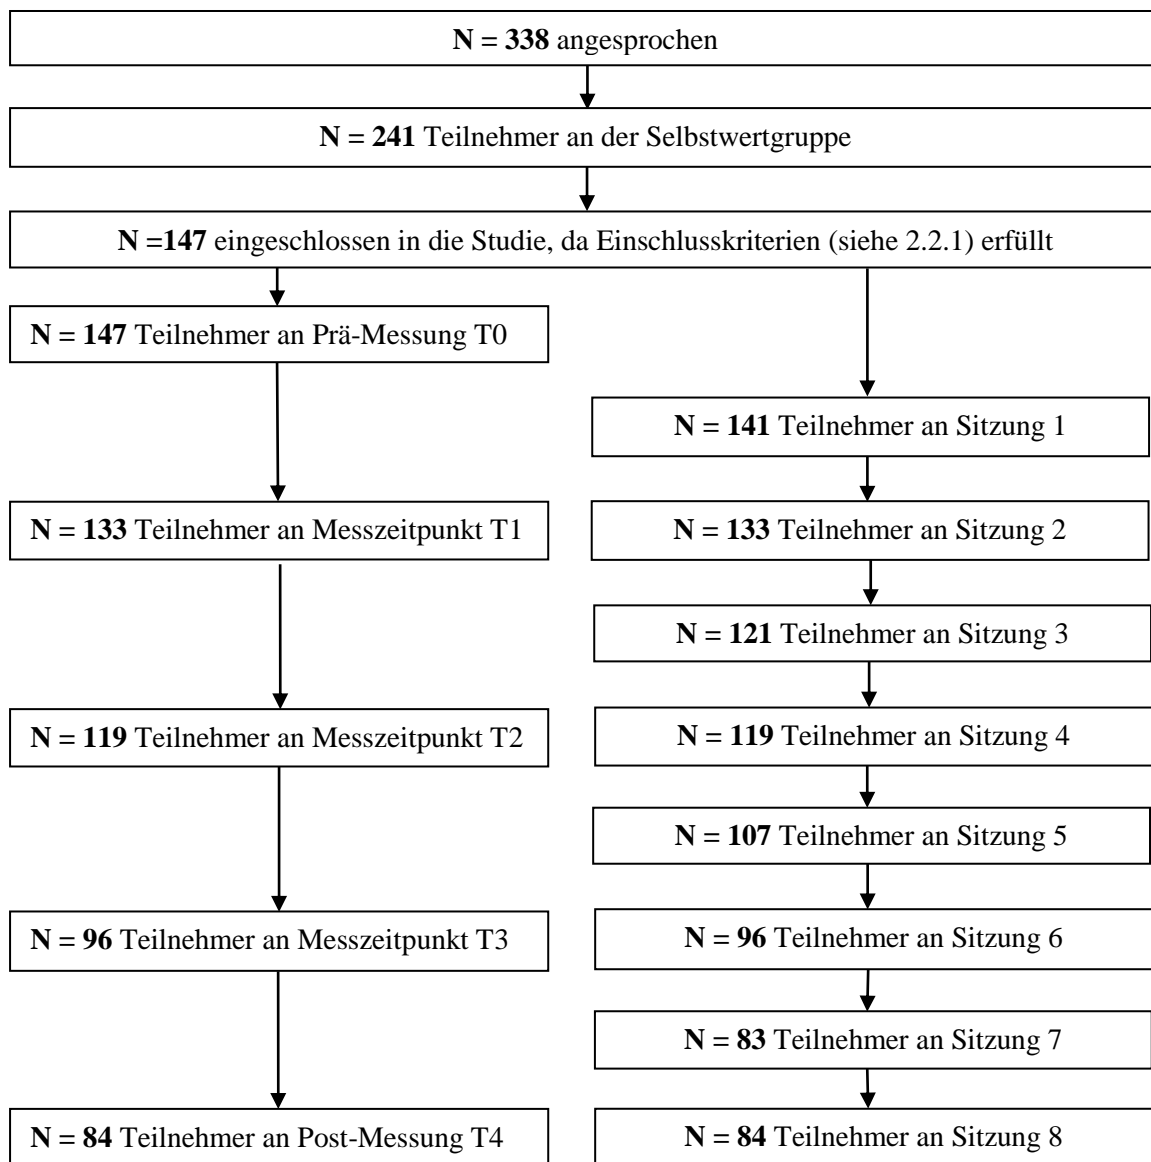 N = 338 angesprochen
N = 241 Teilnehmer an der Selbstwertgruppe
N =147 eingeschlossen in die Studie, da Einschlusskriterien (siehe 2.2.1) erfüllt
N = 147 Teilnehmer an Prä-Messung T0
N = 141 Teilnehmer an Sitzung 1
N = 133 Teilnehmer an Messzeitpunkt T1
N = 133 Teilnehmer an Sitzung 2
N = 121 Teilnehmer an Sitzung 3
N = 119 Teilnehmer an Messzeitpunkt T2
N = 119 Teilnehmer an Sitzung 4
N = 107 Teilnehmer an Sitzung 5
N = 96 Teilnehmer an Messzeitpunkt T3
N = 96 Teilnehmer an Sitzung 6
N = 83 Teilnehmer an Sitzung 7
N = 84 Teilnehmer an Post-Messung T4
N = 84 Teilnehmer an Sitzung 8